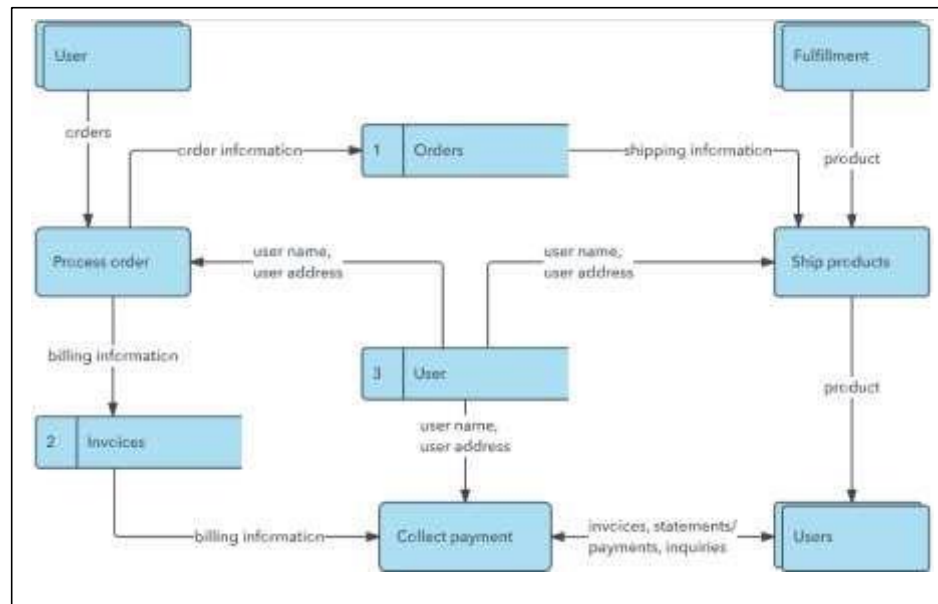 User
Fulfillment
orders
order information
1 Orders
shipping information
product
Process order
user name,
user address
user name,
user address
Ship products
billing information
3 User
product
2 Invoices
user name,
user address
billing information
Collect payment
invoices, statements/
payments, inquiries
Users